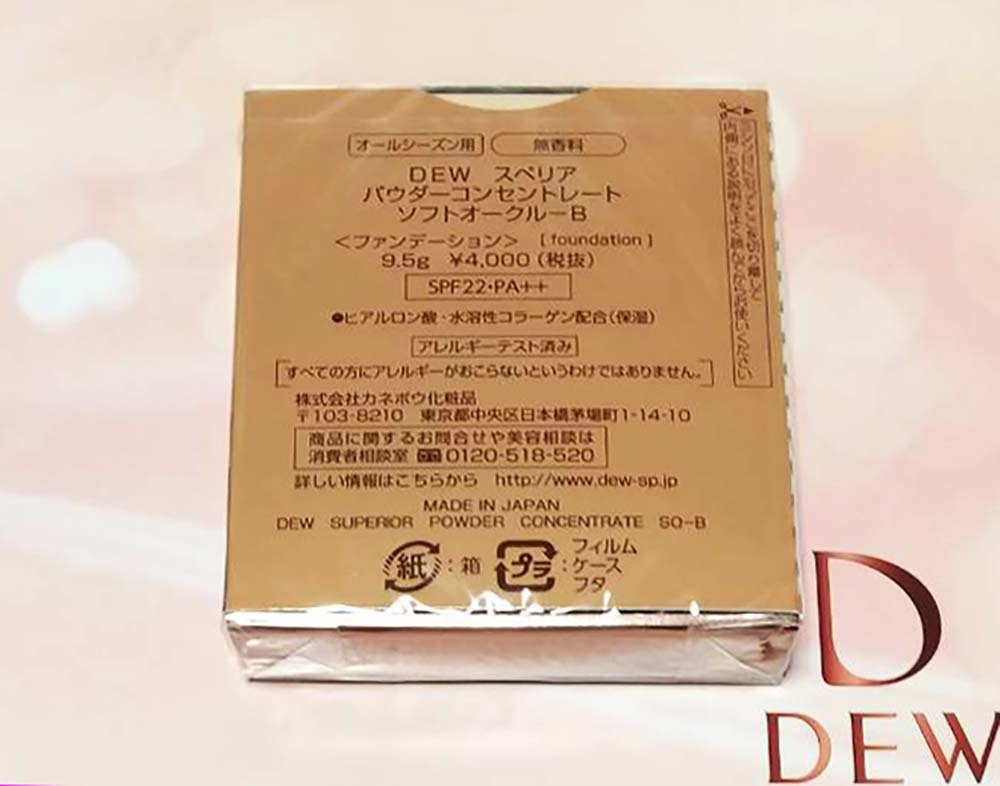 オールシーズン用 無香料
DEW スペリア
パウダーコンセントレート
ソフトオークルーB
＜ファンデーション＞ [foundation]
9.5g ¥4,000（税抜）
SPF22・PA++
●ヒアルロン酸・水溶性コラーゲン配合（保湿）
アレルギーテスト済み
すべての方にアレルギーがおこらないというわけではありません。
株式会社カネボウ化粧品
〒103-8210 東京都中央区日本橋茅場町1-14-10
商品に関するお問合せや美容相談は
消費者相談室 0120-518-520
詳しい情報はこちらから http://www.dew-sp.jp
MADE IN JAPAN
DEW SUPERIOR POWDER CONCENTRATE SO-B
紙：箱
プラ：フィルム
ケース
フタ
D
DEW